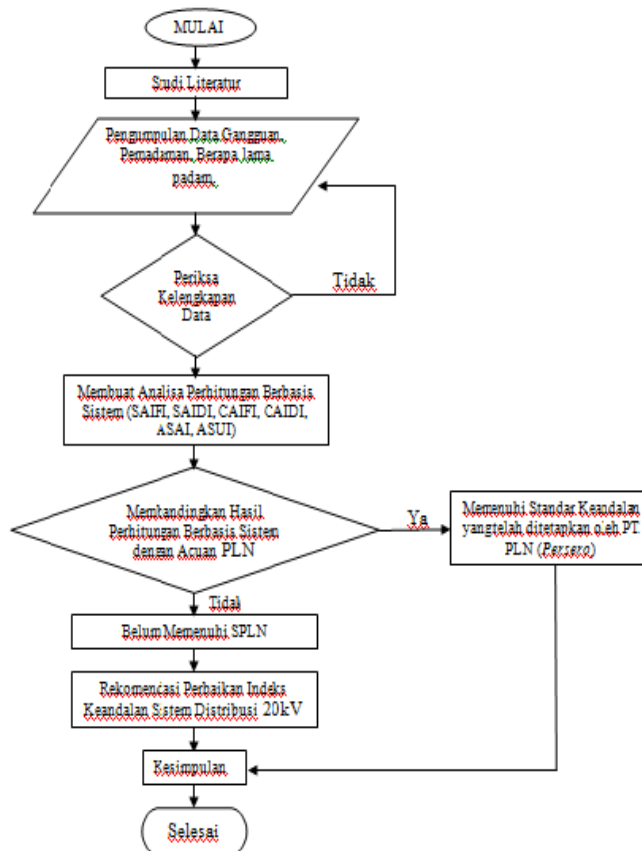 MULAI
Studi Literatur
Pengumpulan Data Gangguan,
Pemadaman, Berapa lama
padam,
Periksa
Kelengkapan
Data
Tidak
Membuat Analisa Perhitungan Berbasis
Sistem (SAIFI, SAIDI, CAIFI, CAIDI,
ASAI, ASUI)
Membandingkan Hasil
Perhitungan Berbasis Sistem
dengan Acuan PLN
Ya
Memenuhi Standar Keandalan
yang telah ditetapkan oleh PT.
PLN (Persero)
Tidak
Belum Memenuhi SPLN
Rekomendasi Perbaikan Indeks
Keandalan Sistem Distribusi 20kV
Kesimpulan
Selesai